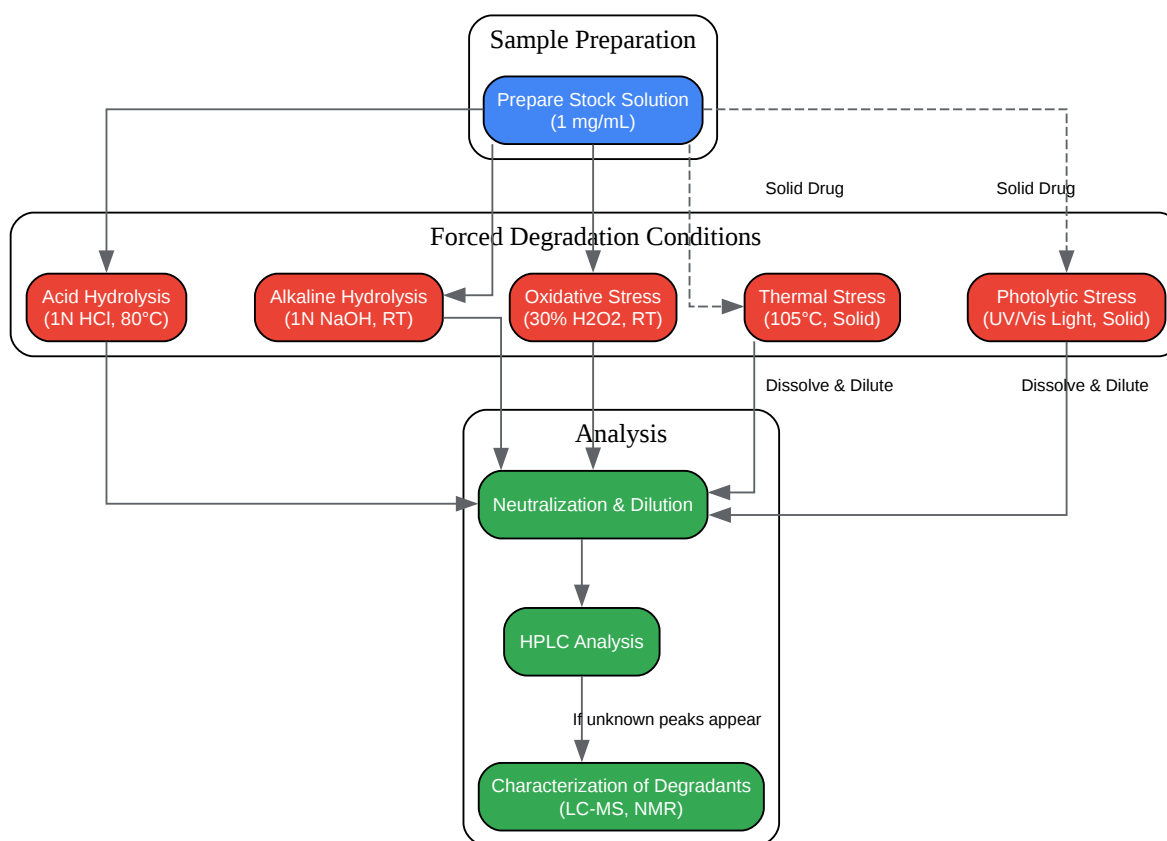 Sample Preparation
Prepare Stock Solution
(1 mg/mL)
Solid Drug
Solid Drug
Forced Degradation Conditions
Acid Hydrolysis
(1N HCl, 80°C)
Alkaline Hydrolysis
(1N NaOH, RT)
Oxidative Stress
(30% H2O2, RT)
Thermal Stress
(105°C, Solid)
Photolytic Stress
(UV/Vis Light, Solid)
Dissolve & Dilute
Dissolve & Dilute
Analysis
Neutralization & Dilution
HPLC Analysis
If unknown peaks appear
Characterization of Degradants
(LC-MS, NMR)